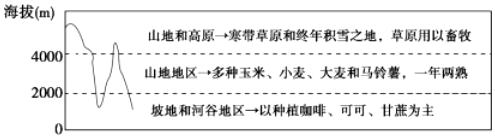 海拔(m)
山地和高原→寒带草原和终年积雪之地，草原用以畜牧
4000
山地地区→多种玉米、小麦、大麦和马铃薯，一年两熟
2000
坡地和河谷地区→以种植咖啡、可可、甘蔗为主
0